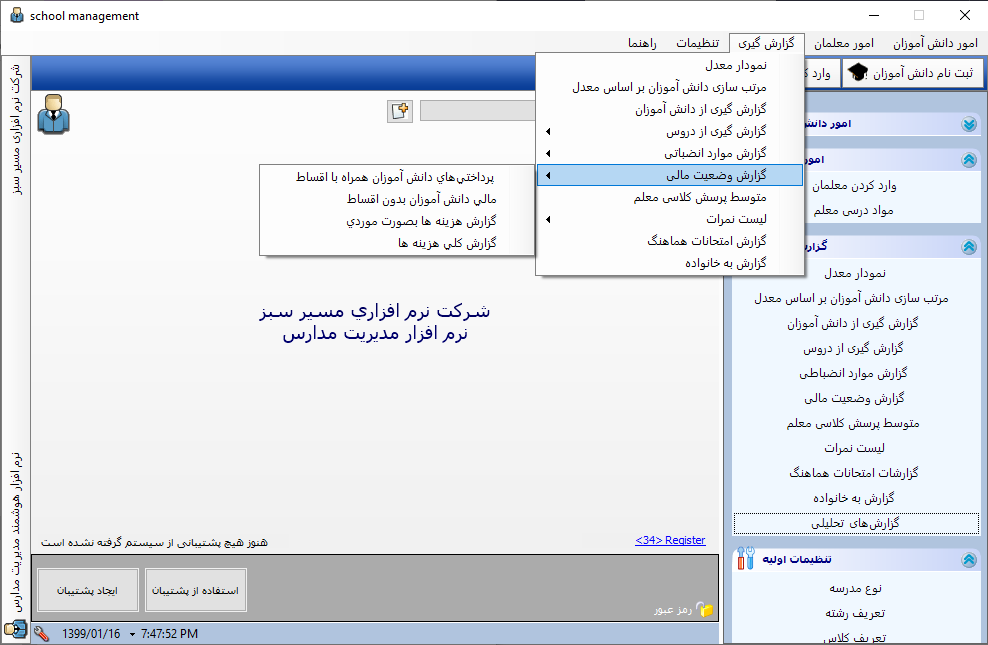 school management
امور دانش آموزان
امور معلمان
گزارش گیری
تنظیمات
راهنما
ثبت نام دانش آموزان
وارد ک
نمودار معدل
مرتب سازی دانش آموزان بر اساس معدل
گزارش گیری از دانش آموزان
گزارش گیری از دروس
گزارش موارد انضباتی
گزارش وضعیت مالی
متوسط پرسش کلاسی معلم
لیست نمرات
گزارش امتحانات هماهنگ
گزارش به خانواده
پرداختي‌هاي دانش آموزان همراه با اقساط
مالي دانش آموزان بدون اقساط
گزارش هزينه ها بصورت موردي
گزارش كلي هزينه ها
امور دانش
امور
وارد کردن معلمان
مواد درسی معلم
گزار
نمودار معدل
مرتب سازی دانش آموزان بر اساس معدل
گزارش گیری از دانش آموزان
گزارش گیری از دروس
گزارش موارد انضباطی
گزارش وضعیت مالی
متوسط پرسش کلاسی معلم
لیست نمرات
گزارشات امتحانات هماهنگ
گزارش به خانواده
گزارش‌های تحلیلی
تنظیمات اولیه
نوع مدرسه
تعریف رشته
تعریف کلاس
شرکت نرم افزاري مسير سبز
نرم افزار مديريت مدارس
شرکت نرم افزاری مسیر سبز
نرم افزار هوشمند مدیریت مدارس
هنوز هیچ پشتیبانی از سیستم گرفته نشده است
<34> Register
ایجاد پشتیبان
استفاده از پشتیبان
رمز عبور
1399/01/16
7:47:52 PM